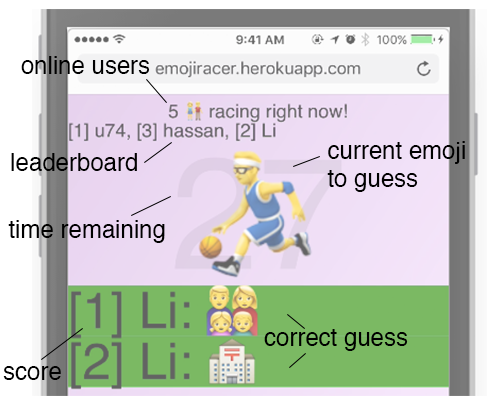 9:41 AM 100%
online users
emojiracer.herokuapp.com
5 racing right now!
[1] u74, [3] hassan, [2] Li
leaderboard
current emoji
to guess
27
time remaining
[1] Li:
correct guess
score
[2] Li:
〒